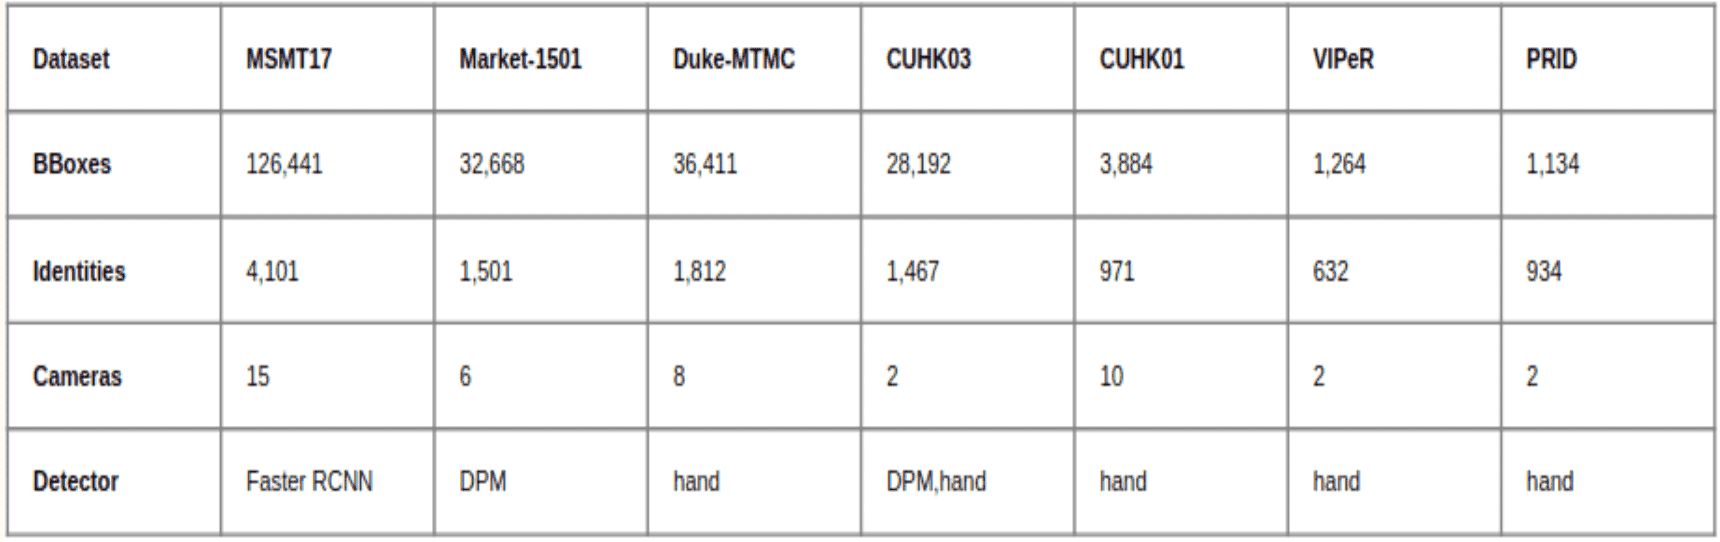 Dataset MSMT17 Market-1501 Duke-MTMC CUHK03 CUHK01 VIPeR PRID
BBoxes 126,441 32,668 36,411 28,192 3,884 1,264 1,134
Identities 4,101 1,501 1,812 1,467 971 632 934
Cameras 15 6 8 2 10 2 2
Detector Faster RCNN DPM hand DPM,hand hand hand hand